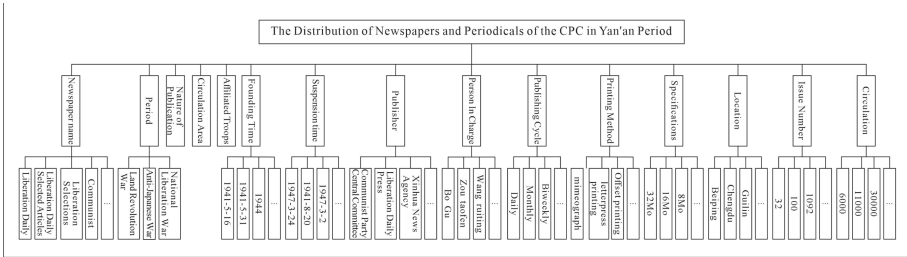 The Distribution of Newspapers and Periodicals of the CPC in Yan'an Period
Newspaper name
Period
Nature of
Publication
Circulation Area
Affiliated Troops
Founding Time
Suspension time
Publisher
Person In Charge
Publishing Cycle
Printing Method
Specifications
Location
Issue Number
Circulation
Liberation Daily
Liberation Daily
Selected Articles
Liberation
Selections
Communist
...
Land Revolution
War
Anti-Japanese War
National
Liberation War
1941-5-16
1941-5-31
1944
...
1947-3-24
1941-8-20
1947-3-2
...
Communist Party
Central Committee
Liberation Daily
Press
Xinhua News
Agency
...
Bo Gu
Zou taofen
Wang ruiting
...
Daily
Monthly
Biweekly
...
mimeograph
letterpress
printing
Offset printing
...
32Mo
16Mo
8Mo
...
Beiping
Chengdu
Guilin
...
32
100
1092
...
6000
11000
30000
...